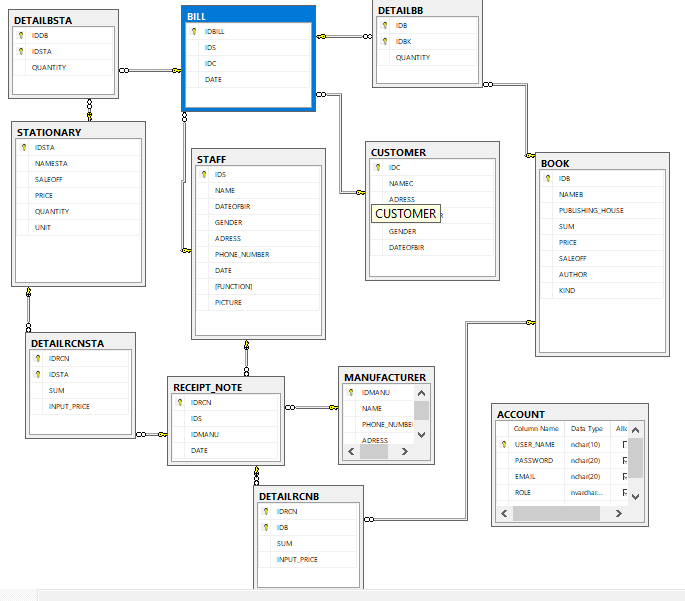 DETAILBSTA
IDDB
IDSTA
QUANTITY
BILL
IDBILL
IDS
IDC
DATE
DETAILBB
IDB
IDBK
QUANTITY
STATIONARY
IDSTA
NAMESTA
SALEOFF
PRICE
QUANTITY
UNIT
STAFF
IDS
NAME
DATEOFBIR
GENDER
ADRESS
PHONE_NUMBER
DATE
[FUNCTION]
PICTURE
CUSTOMER
IDC
NAMEC
ADRESS
CUSTOMER
GENDER
DATEOFBIR
BOOK
IDB
NAMEB
PUBLISHING_HOUSE
SUM
PRICE
SALEOFF
AUTHOR
KIND
DETAILRCNSTA
IDRCN
IDSTA
SUM
INPUT_PRICE
RECEIPT_NOTE
IDRCN
IDS
IDMANU
DATE
MANUFACTURER
IDMANU
NAME
PHONE_NUMBE
ADRESS
ACCOUNT
Column Name Data Type
USER_NAME nchar(10)
PASSWORD nchar(20)
EMAIL nchar(20)
ROLE nvarchar...
DETAILRCNB
IDRCN
IDB
SUM
INPUT_PRICE